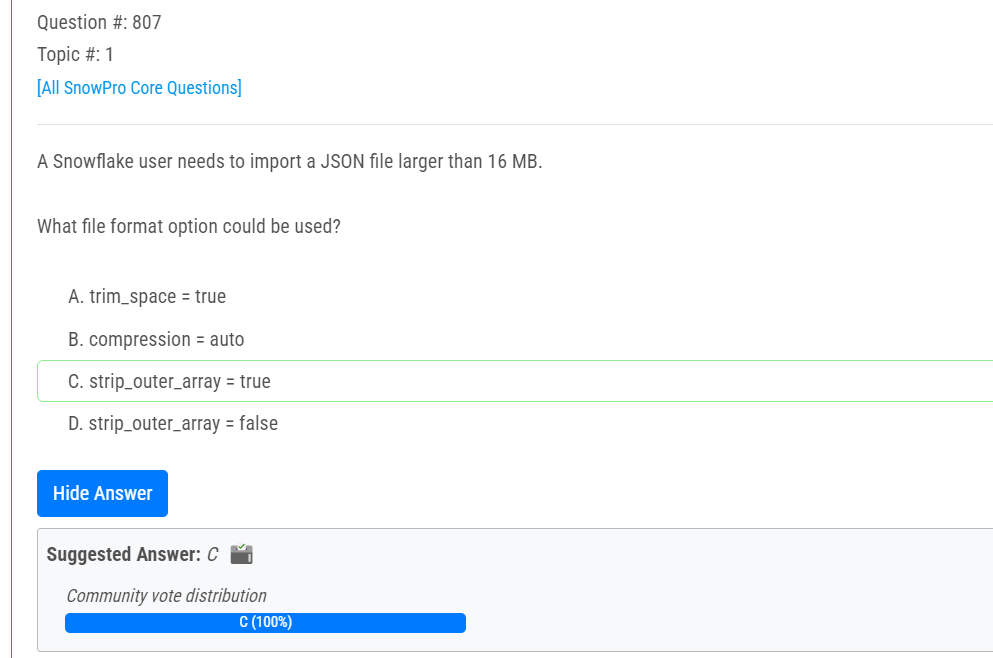 Question #: 807
Topic #: 1
[All SnowPro Core Questions]
A Snowflake user needs to import a JSON file larger than 16 MB.
What file format option could be used?
A. trim_space = true
B. compression = auto
C. strip_outer_array = true
D. strip_outer_array = false
Hide Answer
Suggested Answer: C
Community vote distribution
C (100%)